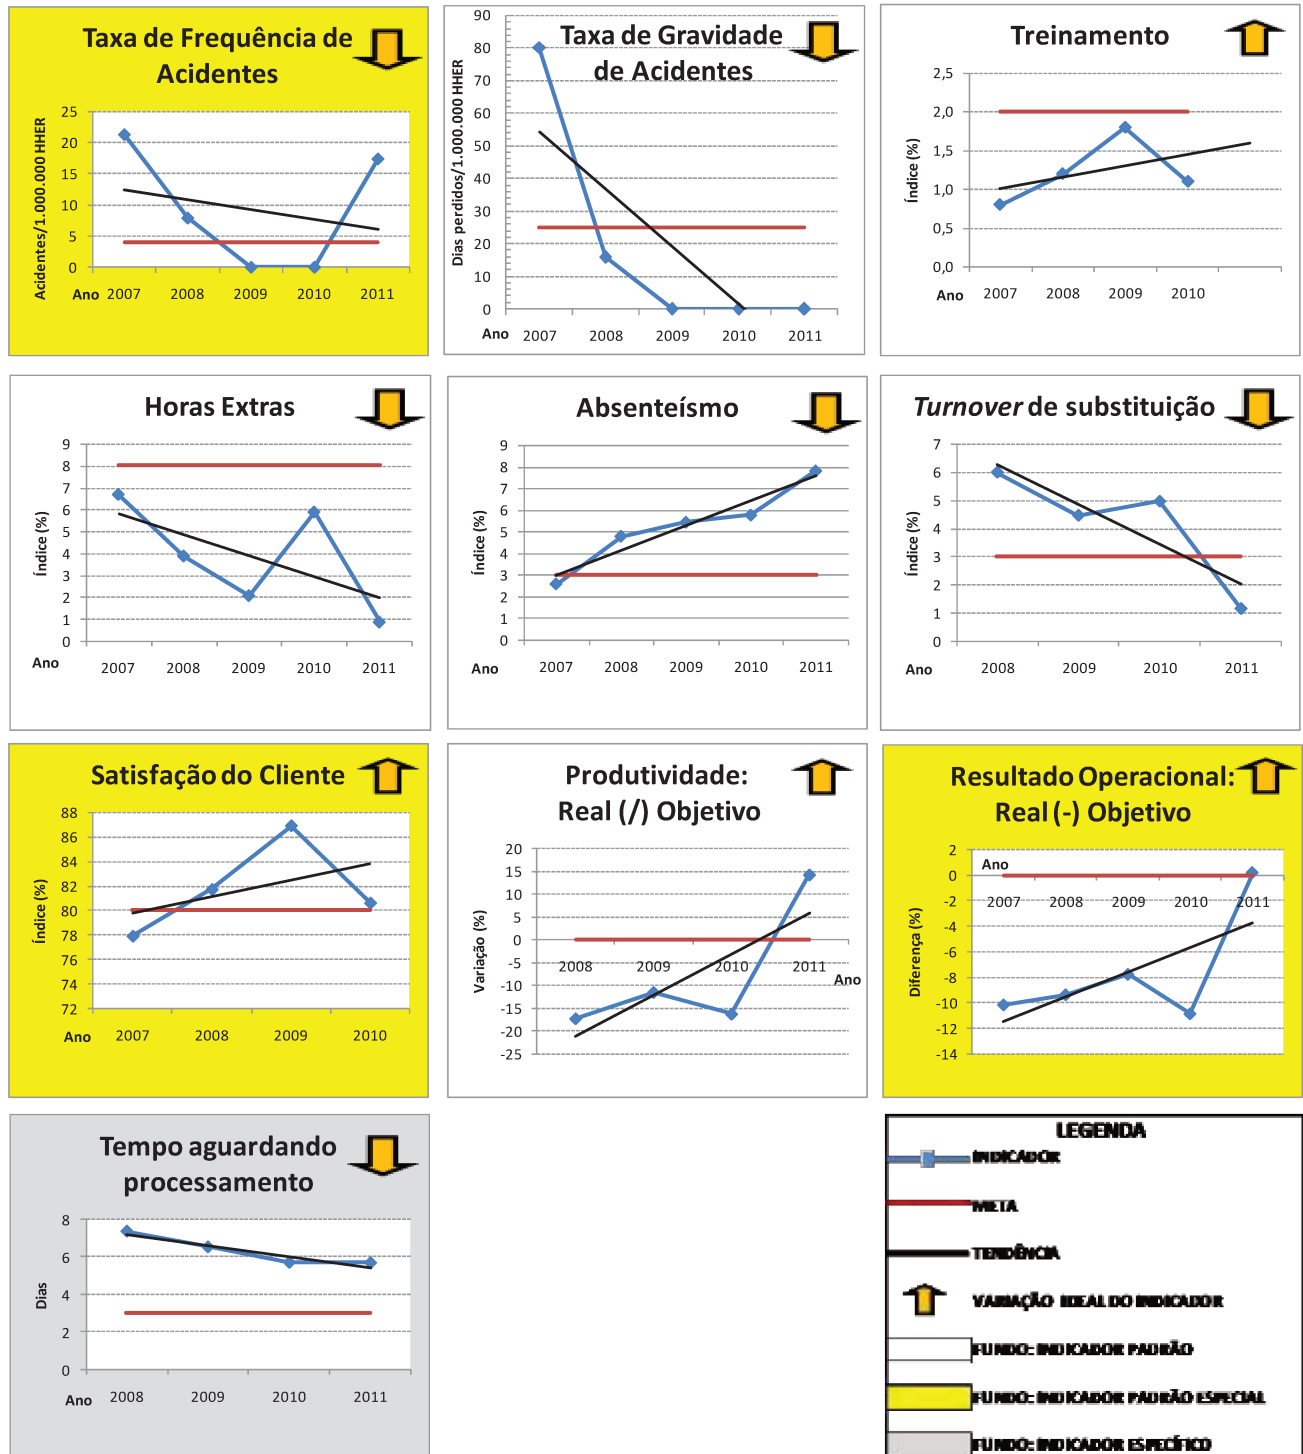 Taxa de Frequência de
Acidentes
Acidentes/1.000.000 HHER
25
20
15
10
5
0
Ano 2007 2008 2009 2010 2011
Taxa de Gravidade
de Acidentes
Dias perdidos/1.000.000 HHER
90
80
70
60
50
40
30
20
10
0
Ano 2007 2008 2009 2010 2011
Treinamento
Índice (%)
2,5
2,0
1,5
1,0
0,5
0,0
Ano 2007 2008 2009 2010
Horas Extras
Índice (%)
9
8
7
6
5
4
3
2
1
0
Ano 2007 2008 2009 2010 2011
Absenteísmo
Índice (%)
9
8
7
6
5
4
3
2
1
0
Ano 2007 2008 2009 2010 2011
Turnover de substituição
Índice (%)
7
6
5
4
3
2
1
0
Ano 2008 2009 2010 2011
Satisfação do Cliente
Índice (%)
88
86
84
82
80
78
76
74
72
Ano 2007 2008 2009 2010
Produtividade:
Real (/) Objetivo
Variação (%)
20
15
10
5
0
-5
-10
-15
-20
-25
2008 2009 2010 2011
Ano
Resultado Operacional:
Real (-) Objetivo
Diferença (%)
2
0
-2
-4
-6
-8
-10
-12
-14
Ano
2007 2008 2009 2010 2011
Tempo aguardando
processamento
Dias
8
6
4
2
0
Ano 2008 2009 2010 2011
LEGENDA
INDICADOR
META
TENDÊNCIA
VARIAÇÃO IDEAL DO INDICADOR
FUNDO: INDICADOR PADRÃO
FUNDO: INDICADOR PADRÃO ESPECIAL
FUNDO: INDICADOR ESPECÍFICO